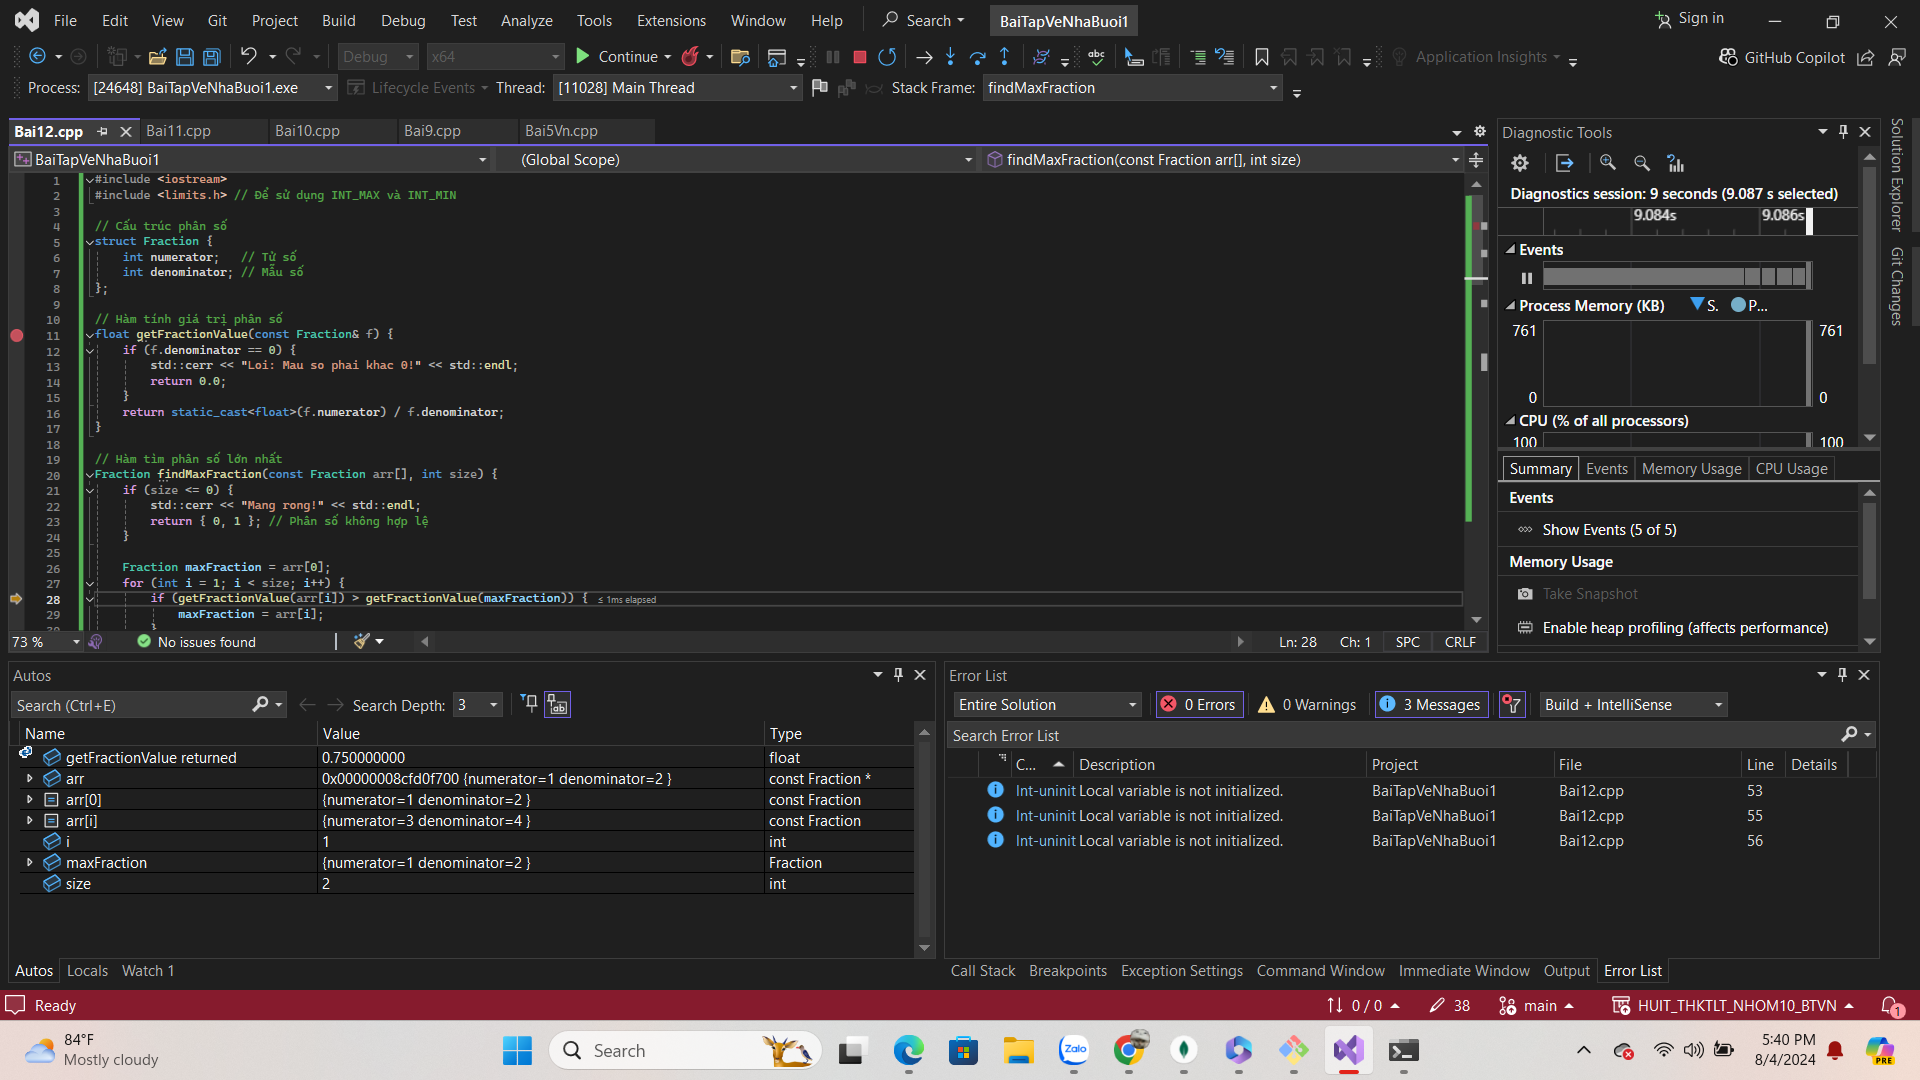 File Edit View Git Project Build Debug Test Analyze Tools Extensions Window Help Search BaiTapVeNhaBuoi1 Sign in
Debug x64 Continue Application Insights GitHub Copilot
Process: [24648] BaiTapVeNhaBuoi1.exe Lifecycle Events Thread: [11028] Main Thread Stack Frame: findMaxFraction
Bai12.cpp Bai11.cpp Bai10.cpp Bai9.cpp Bai5Vn.cpp
BaiTapVeNhaBuoi1 (Global Scope) findMaxFraction(const Fraction arr[], int size)
1 #include <iostream>
2 #include <limits.h> // Để sử dụng INT_MAX và INT_MIN
3
4 // Cấu trúc phân số
5 struct Fraction {
6 int numerator; // Tử số
7 int denominator; // Mẫu số
8 };
9
10 // Hàm tính giá trị phân số
11 float getFractionValue(const Fraction& f) {
12 if (f.denominator == 0) {
13 std::cerr << "Loi: Mau so phai khac 0!" << std::endl;
14 return 0.0;
15 }
16 return static_cast<float>(f.numerator) / f.denominator;
17 }
18
19 // Hàm tìm phân số lớn nhất
20 Fraction findMaxFraction(const Fraction arr[], int size) {
21 if (size <= 0) {
22 std::cerr << "Mang rong!" << std::endl;
23 return { 0, 1 }; // Phân số không hợp lệ
24 }
25
26 Fraction maxFraction = arr[0];
27 for (int i = 1; i < size; i++) {
28 if (getFractionValue(arr[i]) > getFractionValue(maxFraction)) { ≤ 1ms elapsed
29 maxFraction = arr[i];
73 % No issues found Ln: 28 Ch: 1 SPC CRLF
Diagnostic Tools
Diagnostics session: 9 seconds (9.087 s selected)
9.084s 9.086s
Events
Process Memory (KB) S. P...
761 761
0 0
CPU (% of all processors)
100 100
Summary Events Memory Usage CPU Usage
Events
Show Events (5 of 5)
Memory Usage
Take Snapshot
Enable heap profiling (affects performance)
Solution Explorer
Git Changes
Autos
Search (Ctrl+E) Search Depth: 3
Name Value Type
getFractionValue returned 0.750000000 float
arr 0x00000008cfd0f700 {numerator=1 denominator=2 } const Fraction *
arr[0] {numerator=1 denominator=2 } const Fraction
arr[i] {numerator=3 denominator=4 } const Fraction
i 1 int
maxFraction {numerator=1 denominator=2 } Fraction
size 2 int
Autos Locals Watch 1
Error List
Entire Solution 0 Errors 0 Warnings 3 Messages Build + IntelliSense
Search Error List
C... Description Project File Line Details
Int-uninit Local variable is not initialized. BaiTapVeNhaBuoi1 Bai12.cpp 53
Int-uninit Local variable is not initialized. BaiTapVeNhaBuoi1 Bai12.cpp 55
Int-uninit Local variable is not initialized. BaiTapVeNhaBuoi1 Bai12.cpp 56
Call Stack Breakpoints Exception Settings Command Window Immediate Window Output Error List
Ready 0 / 0 38 main HUIT_THKTLT_NHOM10_BTVN 1
84°F
Mostly cloudy
Search
Zalo
5:40 PM
8/4/2024
PRE